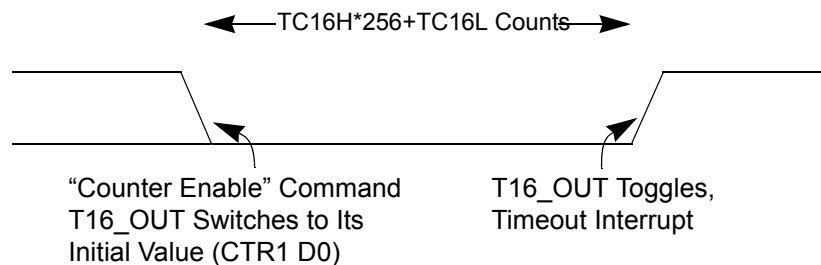 TC16H*256+TC16L Counts
“Counter Enable” Command
T16_OUT Switches to Its
Initial Value (CTR1 D0)
T16_OUT Toggles,
Timeout Interrupt